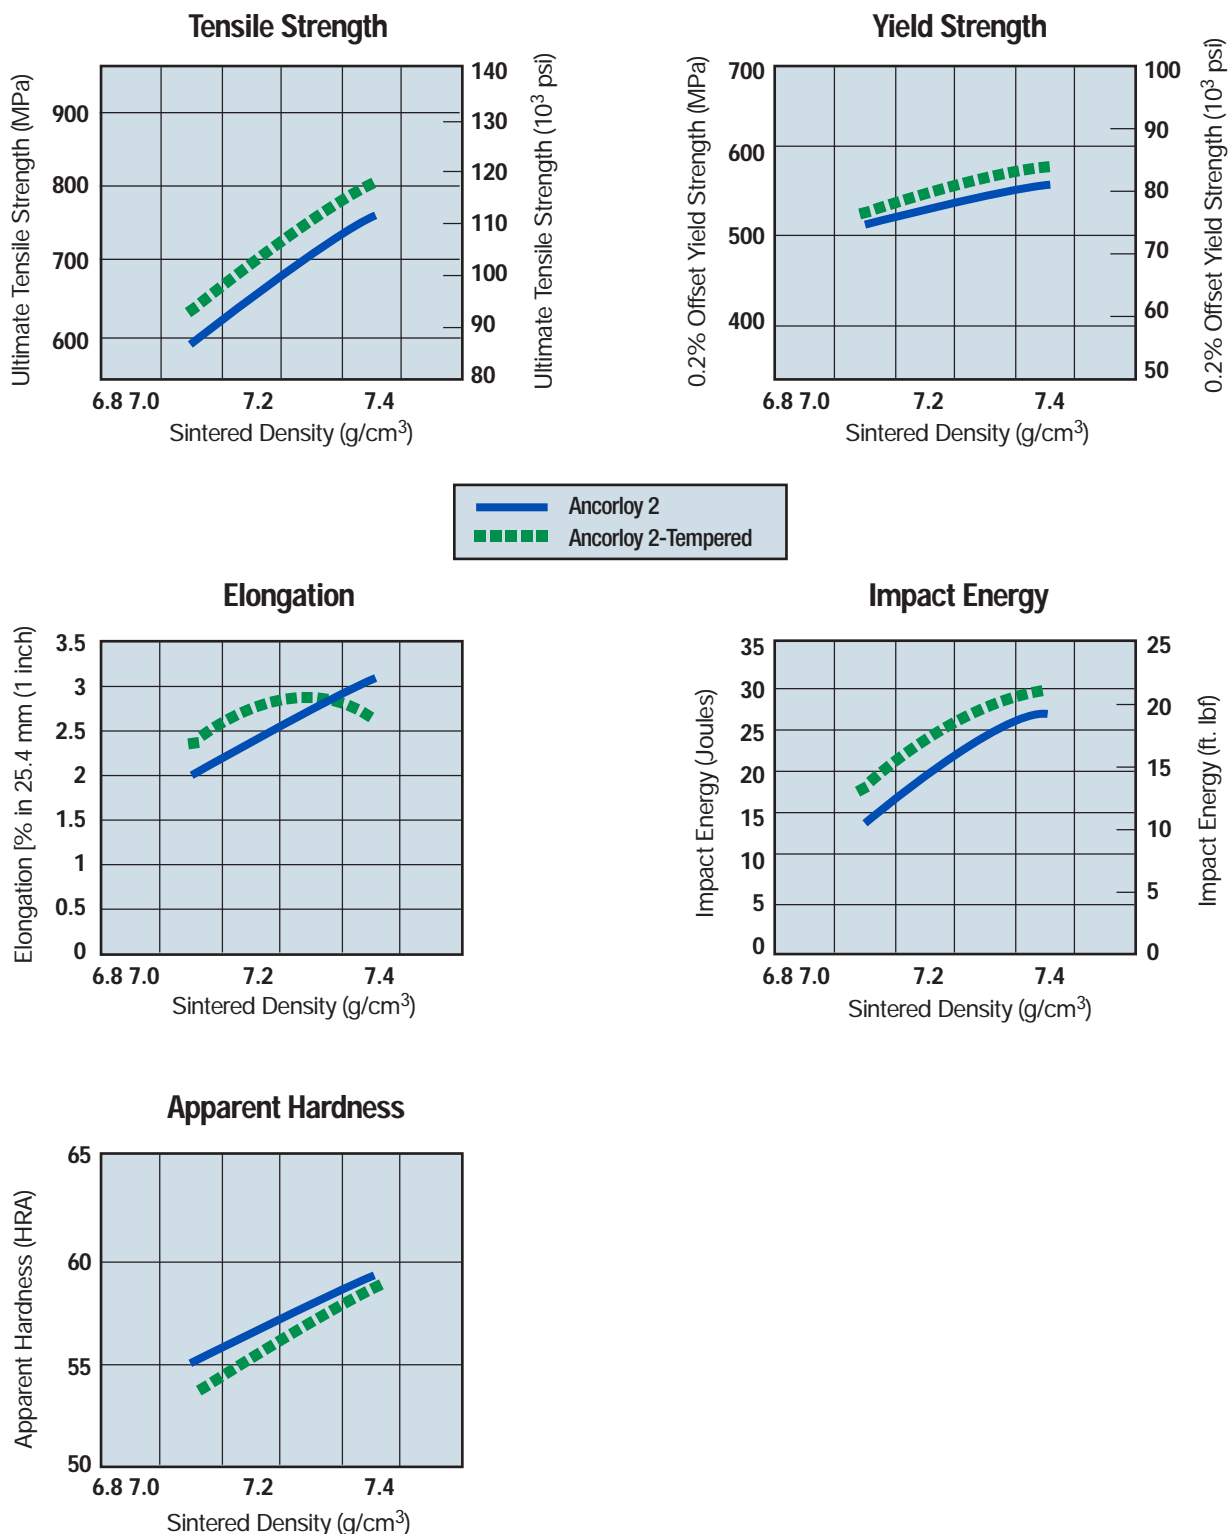 Tensile Strength
Ultimate Tensile Strength (MPa)
900
800
700
600
140
130
120
110
100
90
80
Ultimate Tensile Strength (10³ psi)
6.8 7.0 7.2 7.4
Sintered Density (g/cm³)
Yield Strength
0.2% Offset Yield Strength (MPa)
700
600
500
400
100
90
80
70
60
50
0.2% Offset Yield Strength (10³ psi)
6.8 7.0 7.2 7.4
Sintered Density (g/cm³)
Ancorloy 2
Ancorloy 2-Tempered
Elongation
Elongation [% in 25.4 mm (1 inch)
3.5
3
2.5
2
1.5
1
0.5
0
6.8 7.0 7.2 7.4
Sintered Density (g/cm³)
Impact Energy
Impact Energy (Joules)
35
30
25
20
15
10
5
0
25
20
15
10
5
0
Impact Energy (ft. lbf)
6.8 7.0 7.2 7.4
Sintered Density (g/cm³)
Apparent Hardness
Apparent Hardness (HRA)
65
60
55
50
6.8 7.0 7.2 7.4
Sintered Density (g/cm³)